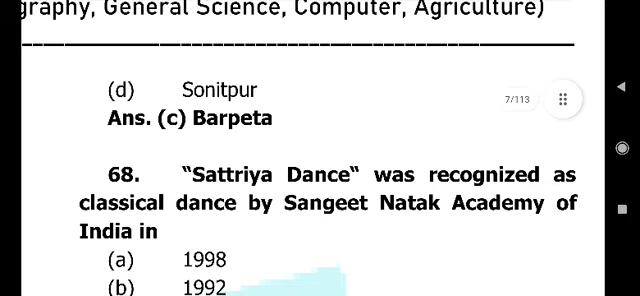 graphy, General Science, Computer, Agriculture)
(d) Sonitpur
7/113
Ans. (c) Barpeta
68. "Sattriya Dance" was recognized as
classical dance by Sangeet Natak Academy of
India in
(a) 1998
(b) 1992